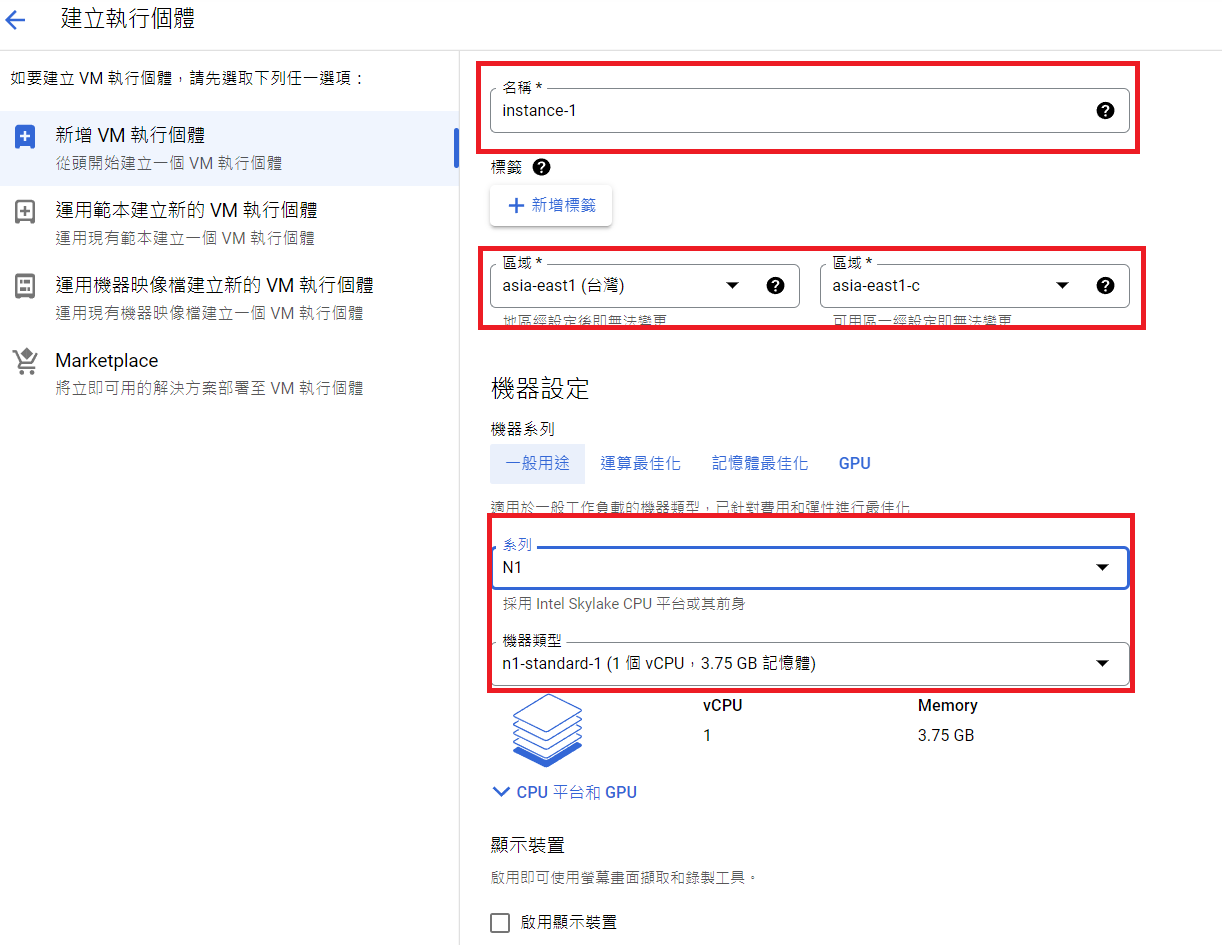 建立執行個體
如要建立 VM 執行個體，請先選取下列任一選項：
新增 VM 執行個體
從頭開始建立一個 VM 執行個體
運用範本建立新的 VM 執行個體
運用現有範本建立一個 VM 執行個體
運用機器映像檔建立新的 VM 執行個體
運用現有機器映像檔建立一個 VM 執行個體
Marketplace
將立即可用的解決方案部署至 VM 執行個體
名稱 *
instance-1
標籤
新增標籤
區域 * 區域 *
asia-east1 (台灣) asia-east1-c
地區經設定後即無法變更 可用區一經設定即無法變更
機器設定
機器系列
一般用途 運算最佳化 記憶體最佳化 GPU
適用於一般工作負載的機器類型，已針對費用和彈性進行最佳化
系列
N1
採用 Intel Skylake CPU 平台或其前身
機器類型
n1-standard-1 (1 個 vCPU，3.75 GB 記憶體)
vCPU Memory
1 3.75 GB
CPU 平台和 GPU
顯示裝置
啟用即可使用螢幕畫面擷取和錄製工具。
啟用顯示裝置